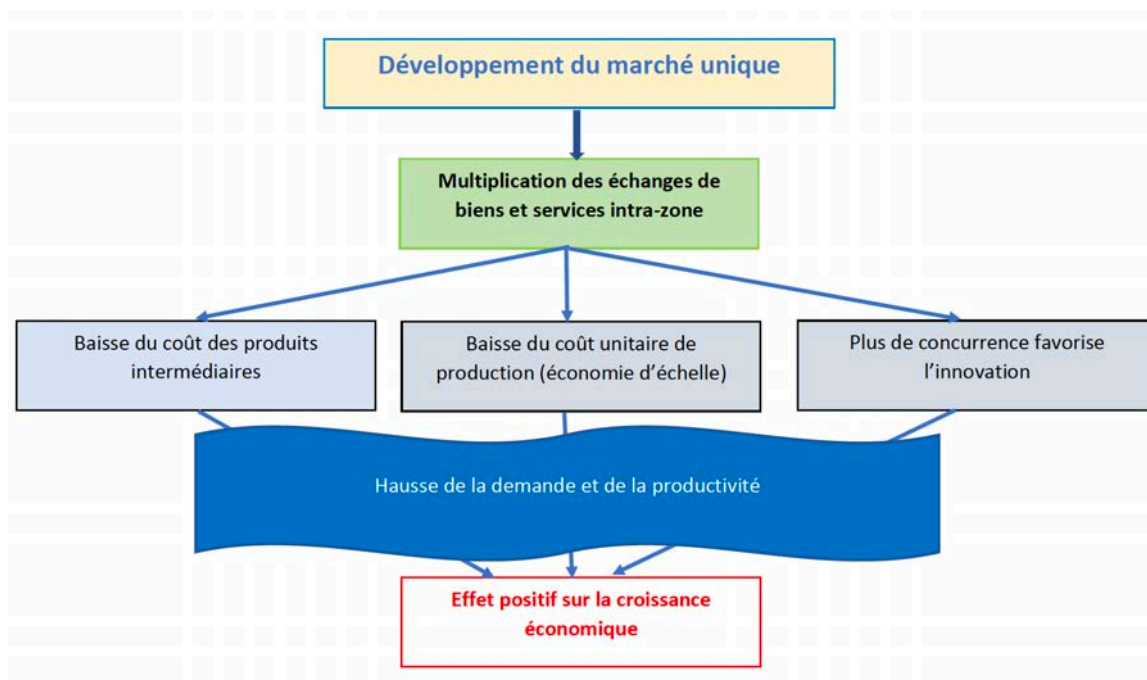 Développement du marché unique
Multiplication des échanges de
biens et services intra-zone
Baisse du coût des produits
intermédiaires
Baisse du coût unitaire de
production (économie d’échelle)
Plus de concurrence favorise
l’innovation
Hausse de la demande et de la productivité
Effet positif sur la croissance
économique